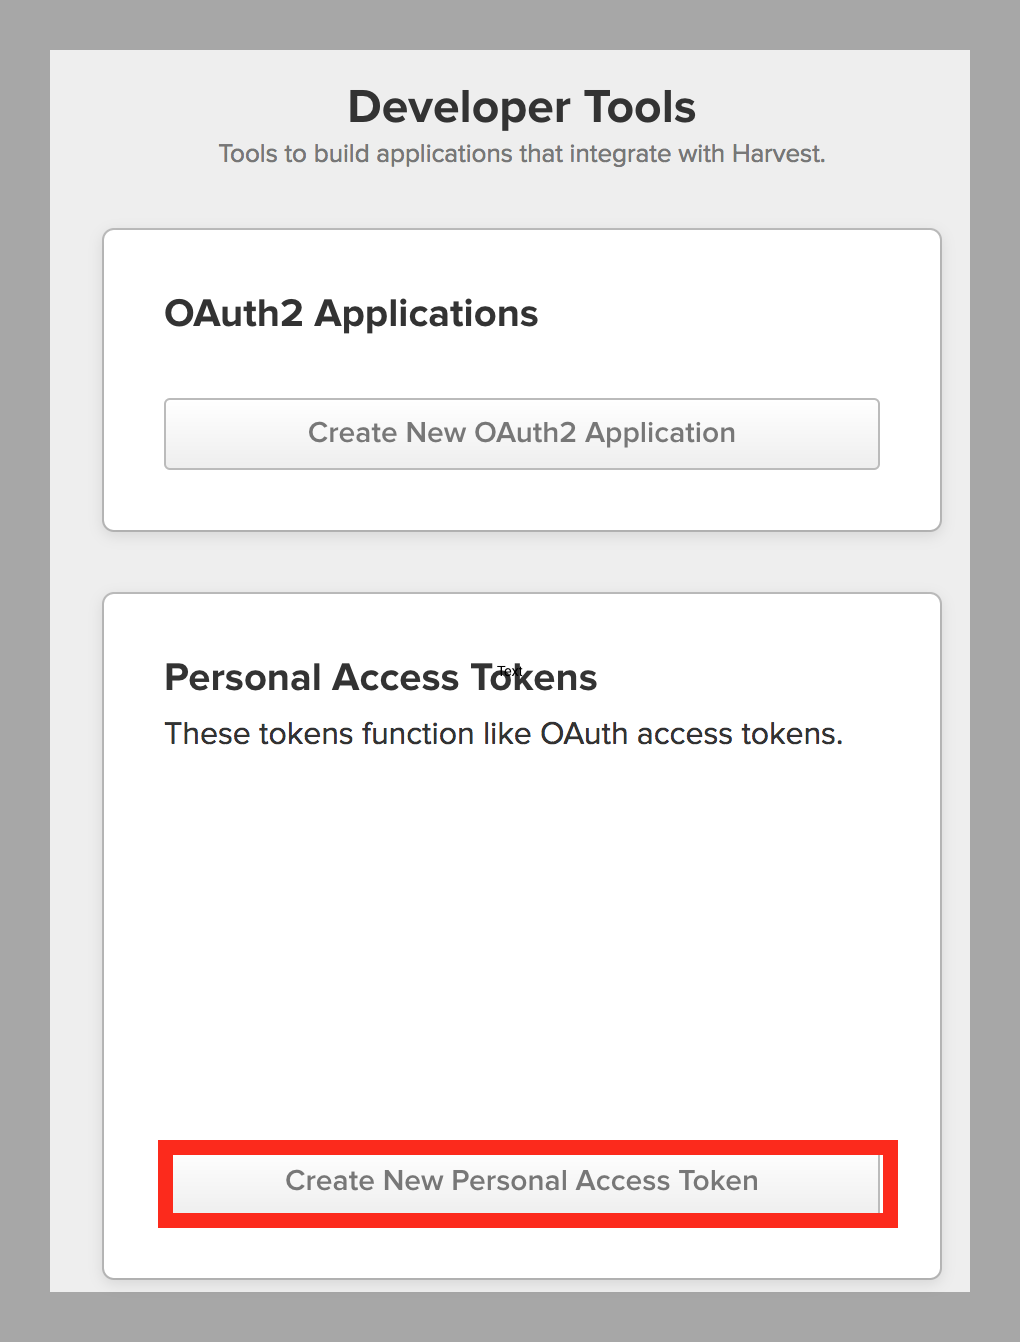 Developer Tools
Tools to build applications that integrate with Harvest.
OAuth2 Applications
Create New OAuth2 Application
Personal Access Tokens
Text
These tokens function like OAuth access tokens.
Create New Personal Access Token